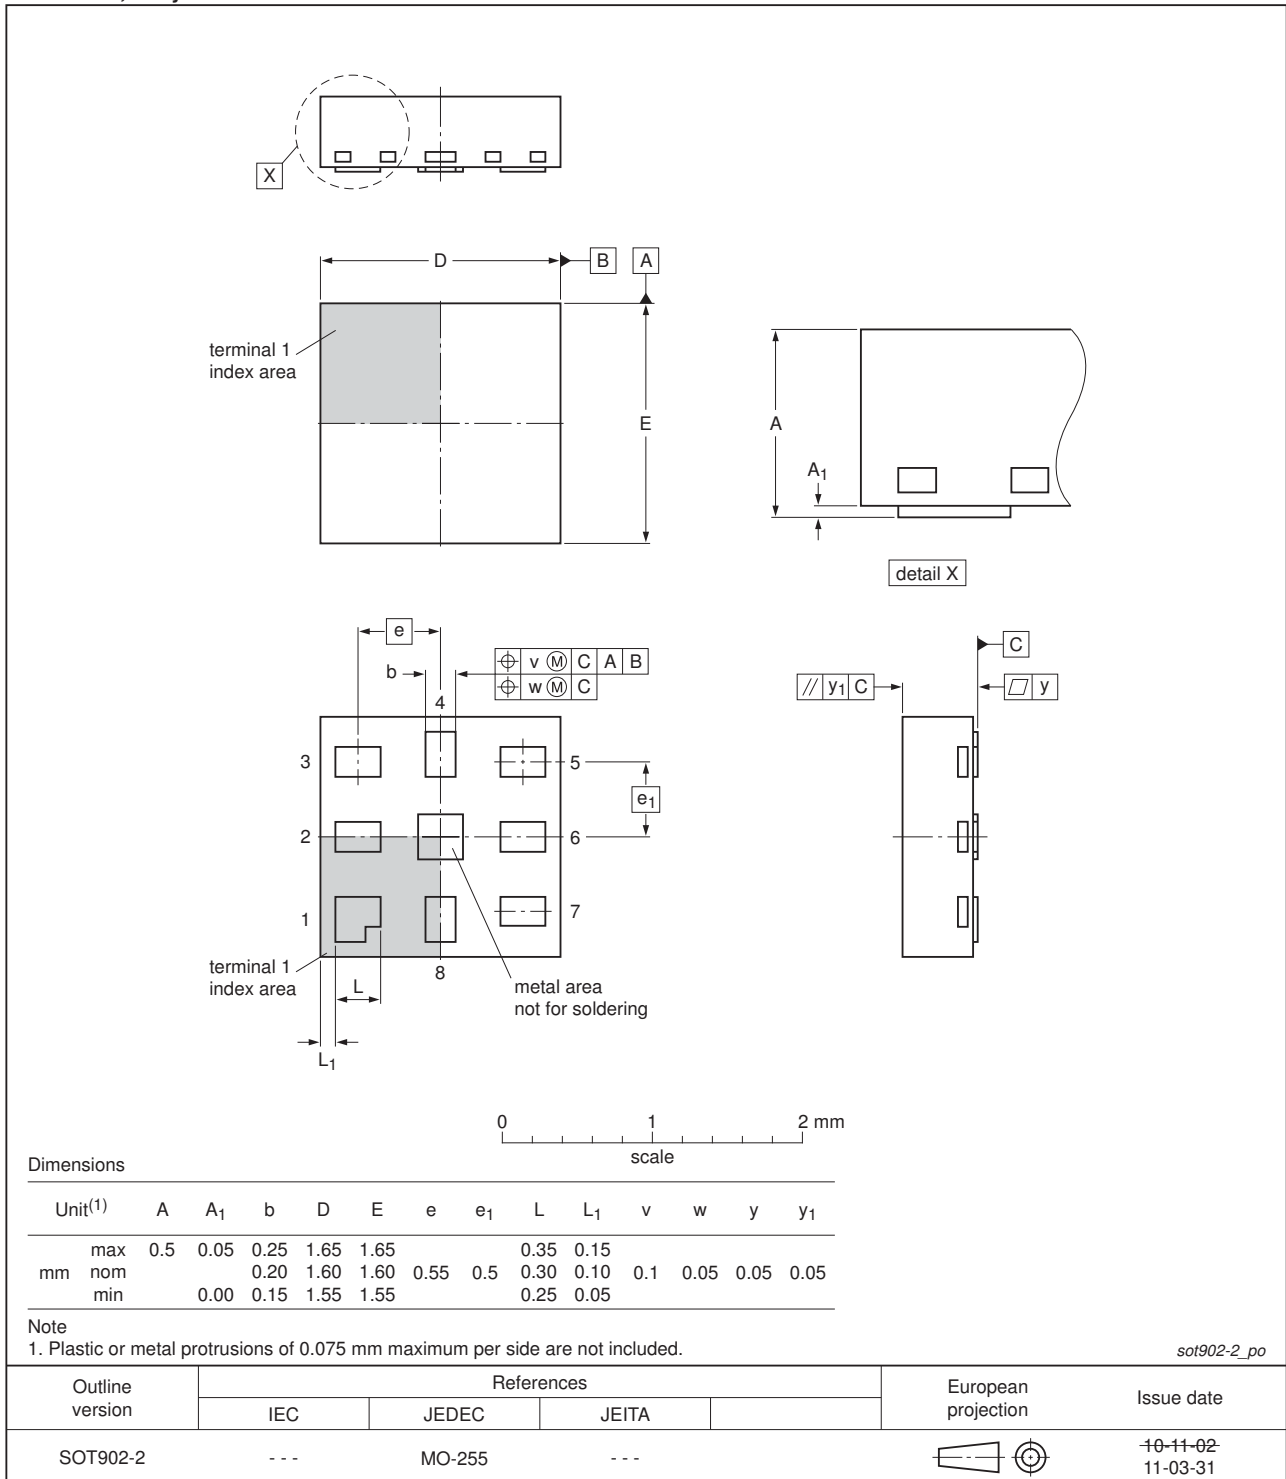 X
D
B
A
terminal 1
index area
E
A
A1
detail X
e
b
v M C A B
w M C
4
3
5
e1
2
6
1
7
terminal 1
index area
8
L
metal area
not for soldering
L1
C
// y1 C
y
0 1 2 mm
scale
Dimensions
Unit(1) A A1 b D E e e1 L L1 v w y y1
max 0.5 0.05 0.25 1.65 1.65 0.35 0.15
mm nom 0.20 1.60 1.60 0.55 0.5 0.30 0.10 0.1 0.05 0.05 0.05
min 0.00 0.15 1.55 1.55 0.25 0.05
Note
1. Plastic or metal protrusions of 0.075 mm maximum per side are not included.
sot902-2_po
Outline
version
References
IEC JEDEC JEITA
European
projection
Issue date
SOT902-2 - - - MO-255 - - -
10-11-02
11-03-31